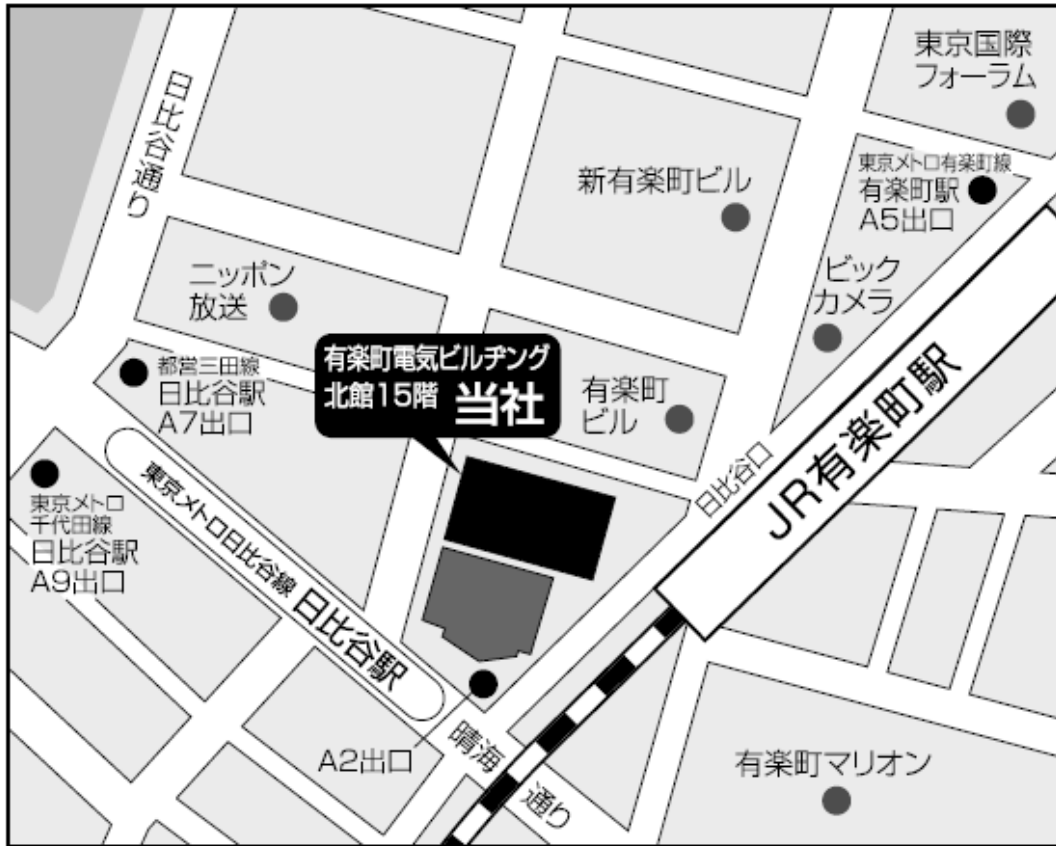 東京国際
フォーラム
日比谷通り
東京メトロ有楽町線
有楽町駅
A5出口
新有楽町ビル
ビック
カメラ
ニッポン
放送
有楽町電気ビルヂング
北館15階 当社
都営三田線
日比谷駅
A7出口
有楽町
ビル
JR有楽町駅
日比谷口
東京メトロ
千代田線
日比谷駅
A9出口
東京メトロ日比谷線 日比谷駅
A2出口
晴海通り
有楽町マリオン